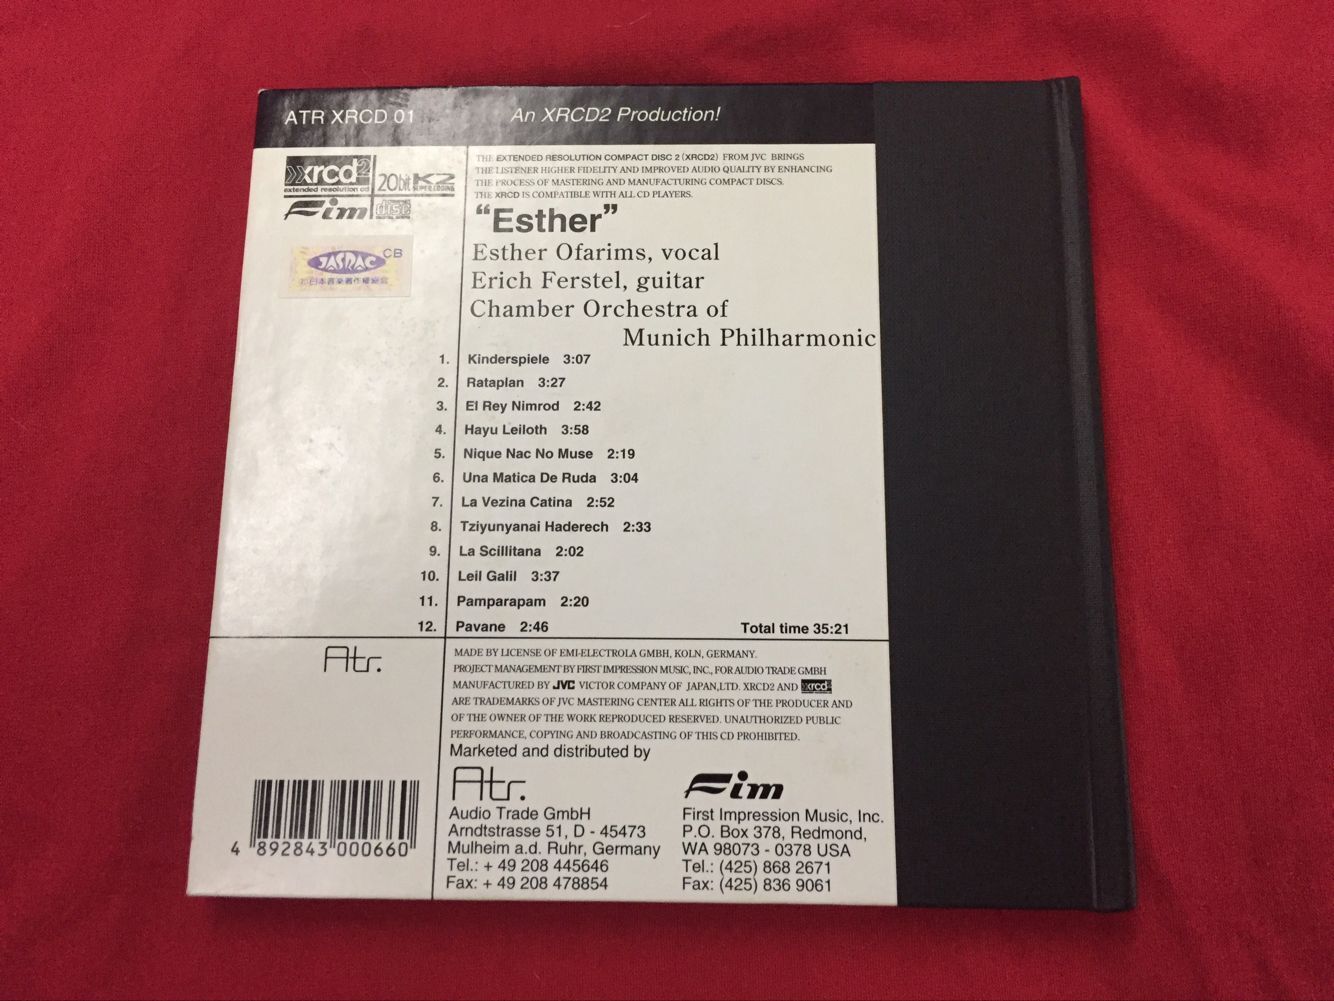 ATR XRCD 01
An XRCD2 Production!
xrcd2
extended resolution cd
20bit K2
SUPER CODING
Fim
disc
THE EXTENDED RESOLUTION COMPACT DISC 2 (XRCD2) FROM JVC BRINGS
THE LISTENER HIGHER FIDELITY AND IMPROVED AUDIO QUALITY BY ENHANCING
THE PROCESS OF MASTERING AND MANUFACTURING COMPACT DISCS.
THE XRCD IS COMPATIBLE WITH ALL CD PLAYERS.
JASRAC CB
日本音楽著作権協会
"Esther"
Esther Ofarims, vocal
Erich Ferstel, guitar
Chamber Orchestra of
Munich Philharmonic
1. Kinderspiele 3:07
2. Rataplan 3:27
3. El Rey Nimrod 2:42
4. Hayu Leiloth 3:58
5. Nique Nac No Muse 2:19
6. Una Matica De Ruda 3:04
7. La Vezina Catina 2:52
8. Tziyunyanai Haderech 2:33
9. La Scillitana 2:02
10. Leil Galil 3:37
11. Pamparapam 2:20
12. Pavane 2:46
Total time 35:21
Atr.
MADE BY LICENSE OF EMI-ELECTROLA GMBH, KOLN, GERMANY.
PROJECT MANAGEMENT BY FIRST IMPRESSION MUSIC, INC., FOR AUDIO TRADE GMBH
MANUFACTURED BY JVC VICTOR COMPANY OF JAPAN,LTD. XRCD2 AND xrcd2
ARE TRADEMARKS OF JVC MASTERING CENTER ALL RIGHTS OF THE PRODUCER AND
OF THE OWNER OF THE WORK REPRODUCED RESERVED. UNAUTHORIZED PUBLIC
PERFORMANCE, COPYING AND BROADCASTING OF THIS CD PROHIBITED.
Marketed and distributed by
Atr.
Audio Trade GmbH
Arndtstrasse 51, D - 45473
Mulheim a.d. Ruhr, Germany
Tel.: + 49 208 445646
Fax: + 49 208 478854
Fim
First Impression Music, Inc.
P.O. Box 378, Redmond,
WA 98073 - 0378 USA
Tel.: (425) 868 2671
Fax: (425) 836 9061
4 892843 000660